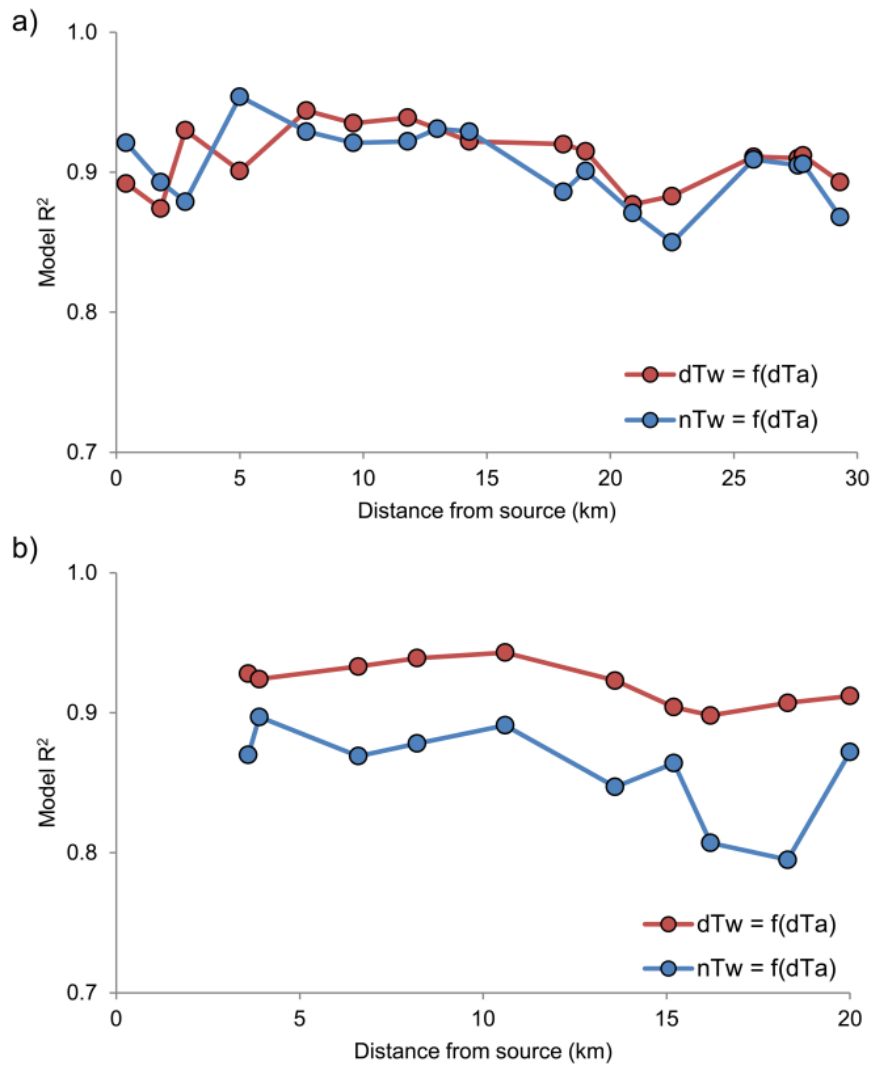 a)
1.0
0.9
0.8
0.7
Model R²
dTw = f(dTa)
nTw = f(dTa)
0 5 10 15 20 25 30
Distance from source (km)
b)
1.0
0.9
0.8
0.7
Model R²
dTw = f(dTa)
nTw = f(dTa)
0 5 10 15 20
Distance from source (km)